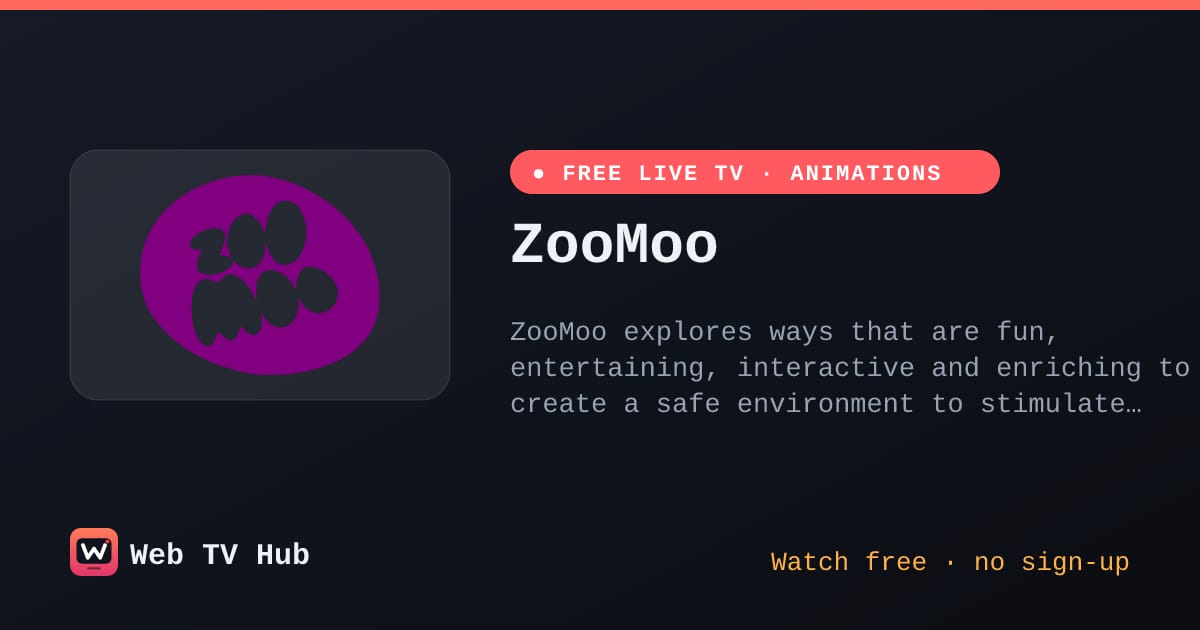 ZOO
MOO
● FREE LIVE TV · ANIMATIONS
ZooMoo
ZooMoo explores ways that are fun,
entertaining, interactive and enriching to
create a safe environment to stimulate…
W
Web TV Hub
Watch free · no sign-up